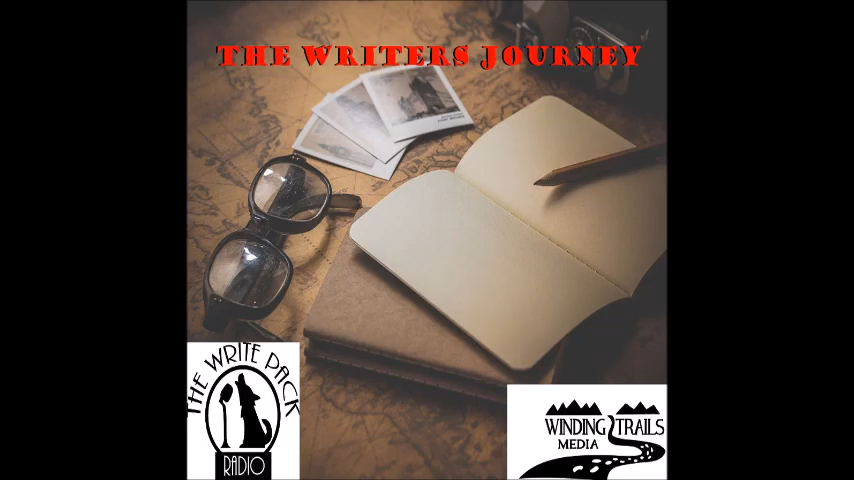 THE WRITERS JOURNEY
THE WRITE PACK
RADIO
WINDING TRAILS
MEDIA